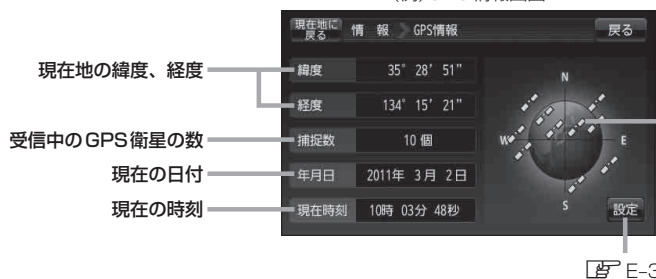 現在地に戻る 情 報 GPS情報 戻る
現在地の緯度、経度
緯度 35° 28′ 51″
経度 134° 15′ 21″
受信中のGPS衛星の数
捕捉数 10 個
現在の日付
年月日 2011年 3月 2日
現在の時刻
現在時刻 10時 03分 48秒
N
W
E
S
設定
E-3